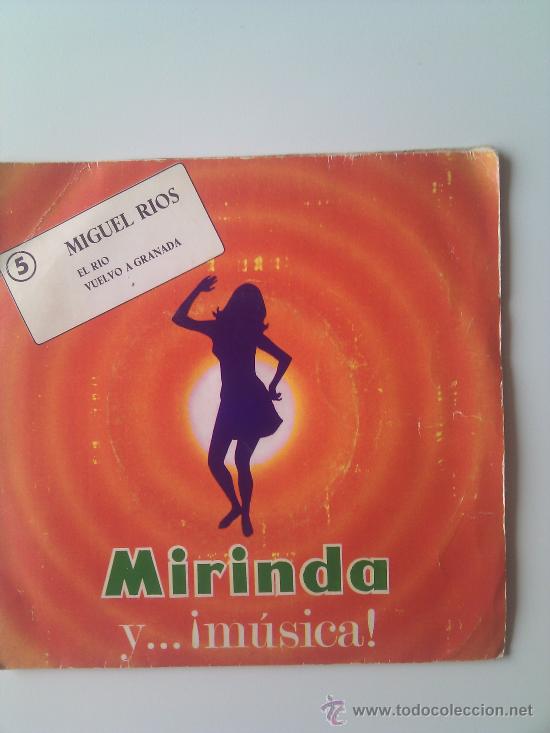 5
MIGUEL RIOS
EL RIO
VUELVO A GRANADA
Mirinda
y... ¡música!
www.todocoleccion.net